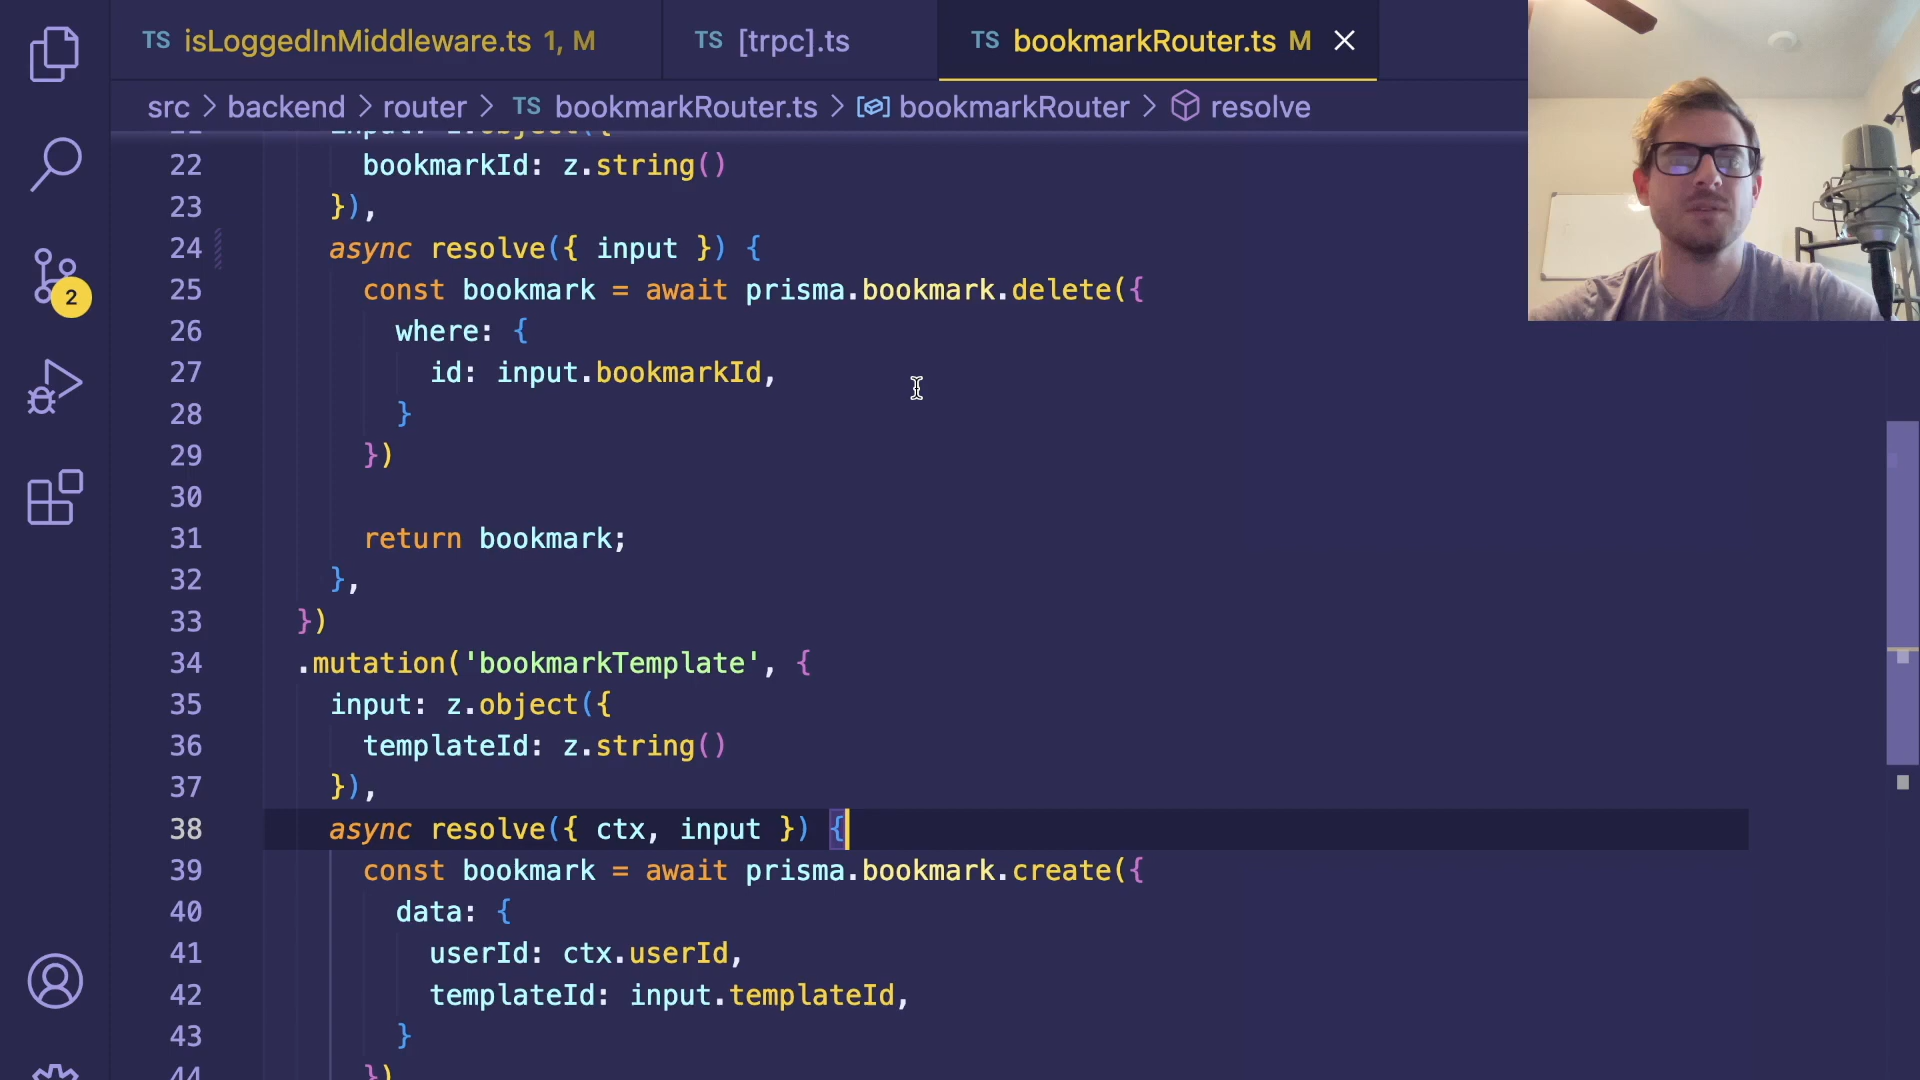 TS isLoggedInMiddleware.ts 1, M TS [trpc].ts TS bookmarkRouter.ts M
src > backend > router > TS bookmarkRouter.ts > bookmarkRouter > resolve
21 input: z.object({
22 bookmarkId: z.string()
23 }),
24 async resolve({ input }) {
25 const bookmark = await prisma.bookmark.delete({
26 where: {
27 id: input.bookmarkId,
28 }
29 })
30
31 return bookmark;
32 },
33 })
34 .mutation('bookmarkTemplate', {
35 input: z.object({
36 templateId: z.string()
37 }),
38 async resolve({ ctx, input }) {
39 const bookmark = await prisma.bookmark.create({
40 data: {
41 userId: ctx.userId,
42 templateId: input.templateId,
43 }
44 })
2